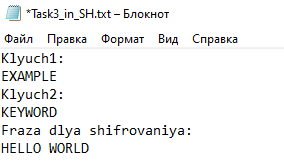 *Task3_in_SH.txt – Блокнот
Файл Правка Формат Вид Справка
Klyuch1:
EXAMPLE
Klyuch2:
KEYWORD
Fraza dlya shifrovaniya:
HELLO WORLD